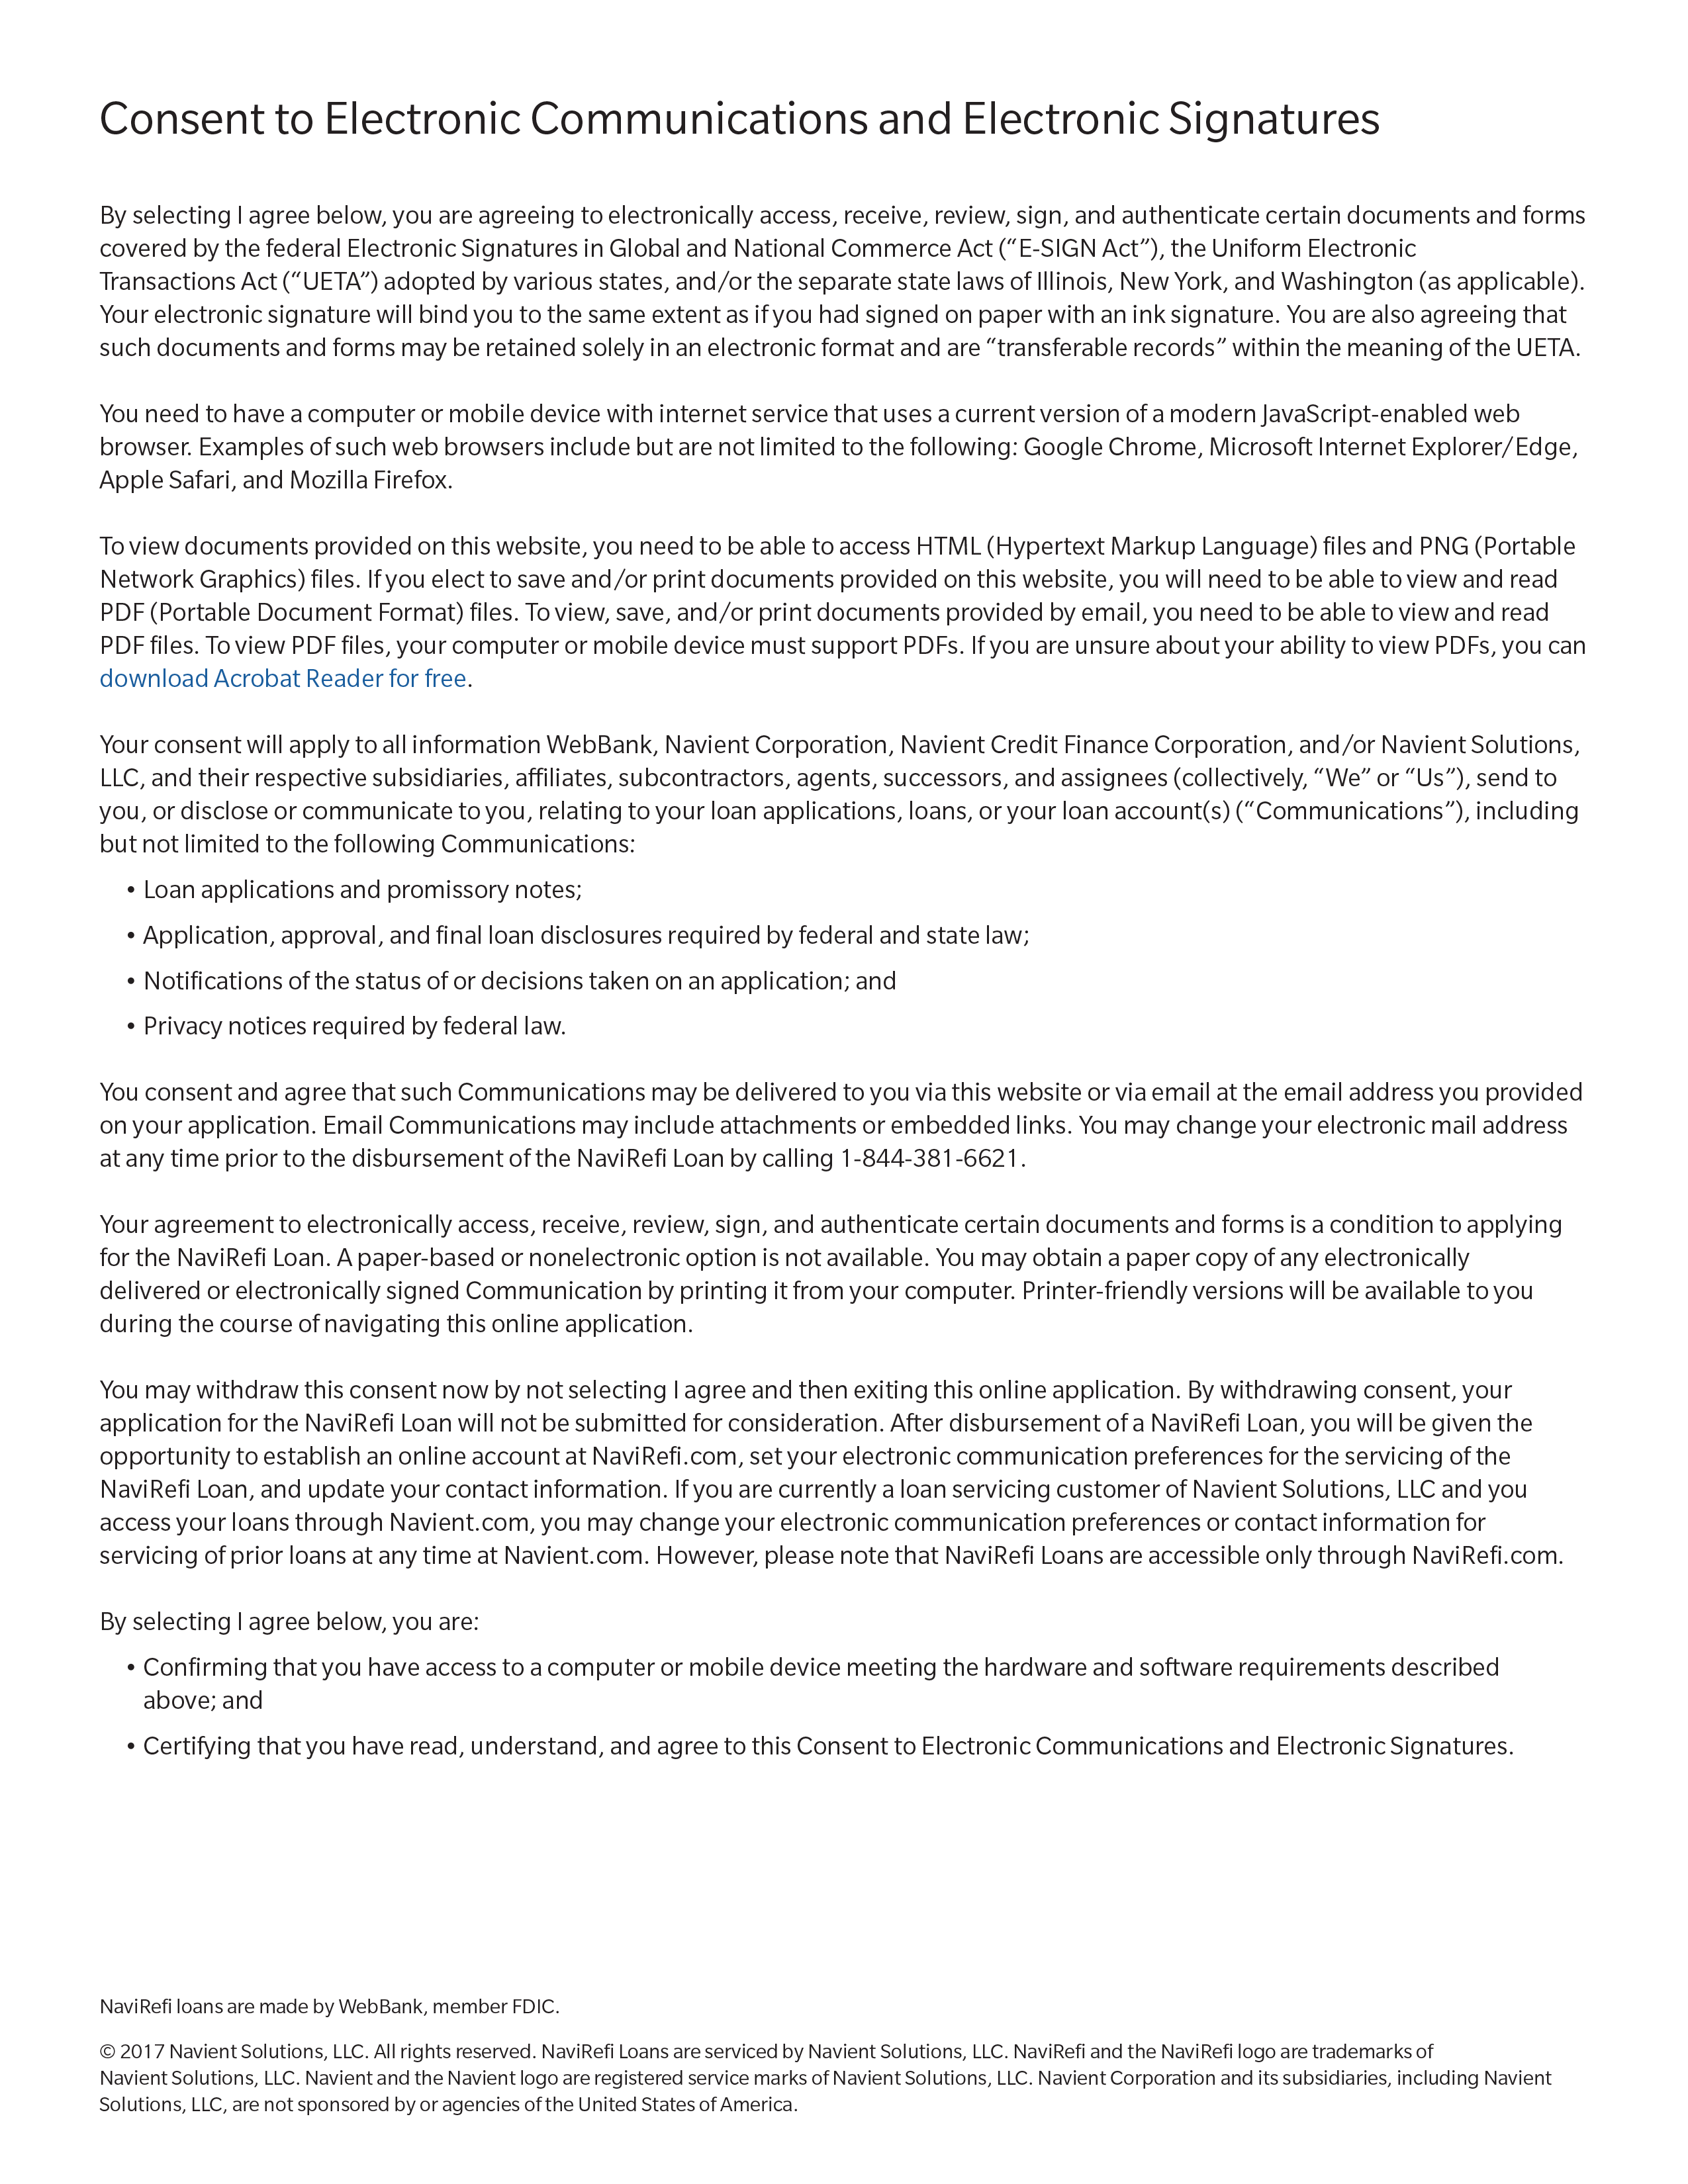 Consent to Electronic Communications and Electronic Signatures
By selecting I agree below, you are agreeing to electronically access, receive, review, sign, and authenticate certain documents and forms
covered by the federal Electronic Signatures in Global and National Commerce Act (“E-SIGN Act”), the Uniform Electronic
Transactions Act (“UETA”) adopted by various states, and/or the separate state laws of Illinois, New York, and Washington (as applicable).
Your electronic signature will bind you to the same extent as if you had signed on paper with an ink signature. You are also agreeing that
such documents and forms may be retained solely in an electronic format and are “transferable records” within the meaning of the UETA.
You need to have a computer or mobile device with internet service that uses a current version of a modern JavaScript-enabled web
browser. Examples of such web browsers include but are not limited to the following: Google Chrome, Microsoft Internet Explorer/Edge,
Apple Safari, and Mozilla Firefox.
To view documents provided on this website, you need to be able to access HTML (Hypertext Markup Language) files and PNG (Portable
Network Graphics) files. If you elect to save and/or print documents provided on this website, you will need to be able to view and read
PDF (Portable Document Format) files. To view, save, and/or print documents provided by email, you need to be able to view and read
PDF files. To view PDF files, your computer or mobile device must support PDFs. If you are unsure about your ability to view PDFs, you can
download Acrobat Reader for free.
Your consent will apply to all information WebBank, Navient Corporation, Navient Credit Finance Corporation, and/or Navient Solutions,
LLC, and their respective subsidiaries, affiliates, subcontractors, agents, successors, and assignees (collectively, “We” or “Us”), send to
you, or disclose or communicate to you, relating to your loan applications, loans, or your loan account(s) (“Communications”), including
but not limited to the following Communications:
• Loan applications and promissory notes;
• Application, approval, and final loan disclosures required by federal and state law;
• Notifications of the status of or decisions taken on an application; and
• Privacy notices required by federal law.
You consent and agree that such Communications may be delivered to you via this website or via email at the email address you provided
on your application. Email Communications may include attachments or embedded links. You may change your electronic mail address
at any time prior to the disbursement of the NaviRefi Loan by calling 1-844-381-6621.
Your agreement to electronically access, receive, review, sign, and authenticate certain documents and forms is a condition to applying
for the NaviRefi Loan. A paper-based or nonelectronic option is not available. You may obtain a paper copy of any electronically
delivered or electronically signed Communication by printing it from your computer. Printer-friendly versions will be available to you
during the course of navigating this online application.
You may withdraw this consent now by not selecting I agree and then exiting this online application. By withdrawing consent, your
application for the NaviRefi Loan will not be submitted for consideration. After disbursement of a NaviRefi Loan, you will be given the
opportunity to establish an online account at NaviRefi.com, set your electronic communication preferences for the servicing of the
NaviRefi Loan, and update your contact information. If you are currently a loan servicing customer of Navient Solutions, LLC and you
access your loans through Navient.com, you may change your electronic communication preferences or contact information for
servicing of prior loans at any time at Navient.com. However, please note that NaviRefi Loans are accessible only through NaviRefi.com.
By selecting I agree below, you are:
• Confirming that you have access to a computer or mobile device meeting the hardware and software requirements described
above; and
• Certifying that you have read, understand, and agree to this Consent to Electronic Communications and Electronic Signatures.
NaviRefi loans are made by WebBank, member FDIC.
© 2017 Navient Solutions, LLC. All rights reserved. NaviRefi Loans are serviced by Navient Solutions, LLC. NaviRefi and the NaviRefi logo are trademarks of
Navient Solutions, LLC. Navient and the Navient logo are registered service marks of Navient Solutions, LLC. Navient Corporation and its subsidiaries, including Navient
Solutions, LLC, are not sponsored by or agencies of the United States of America.